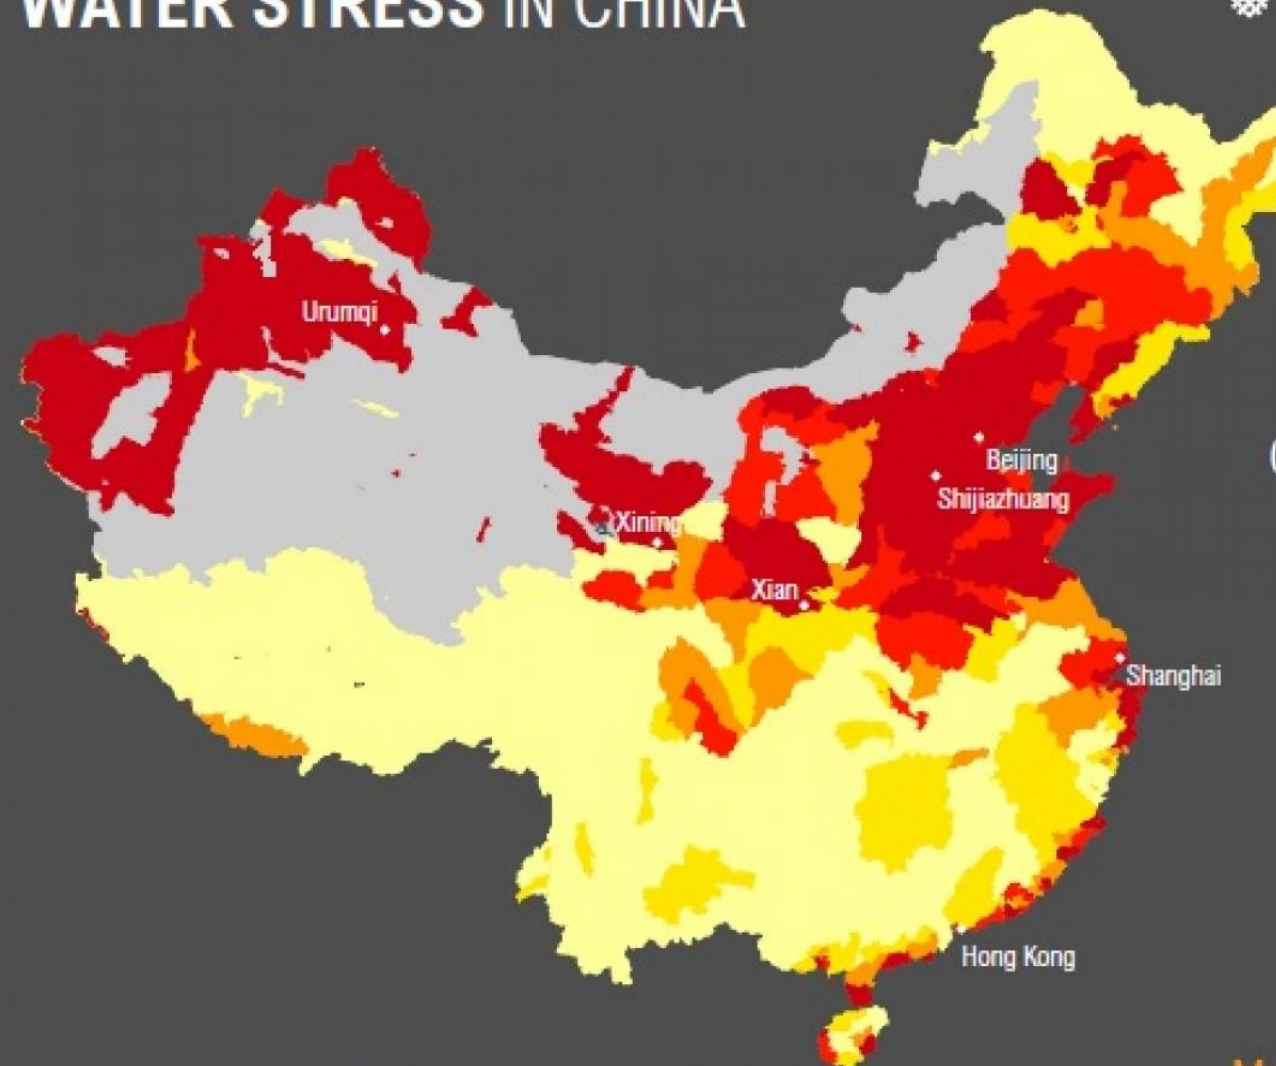 WATER STRESS IN CHINA
Urumqi
Beijing
Shijiazhuang
Xining
Xian
Shanghai
Hong Kong